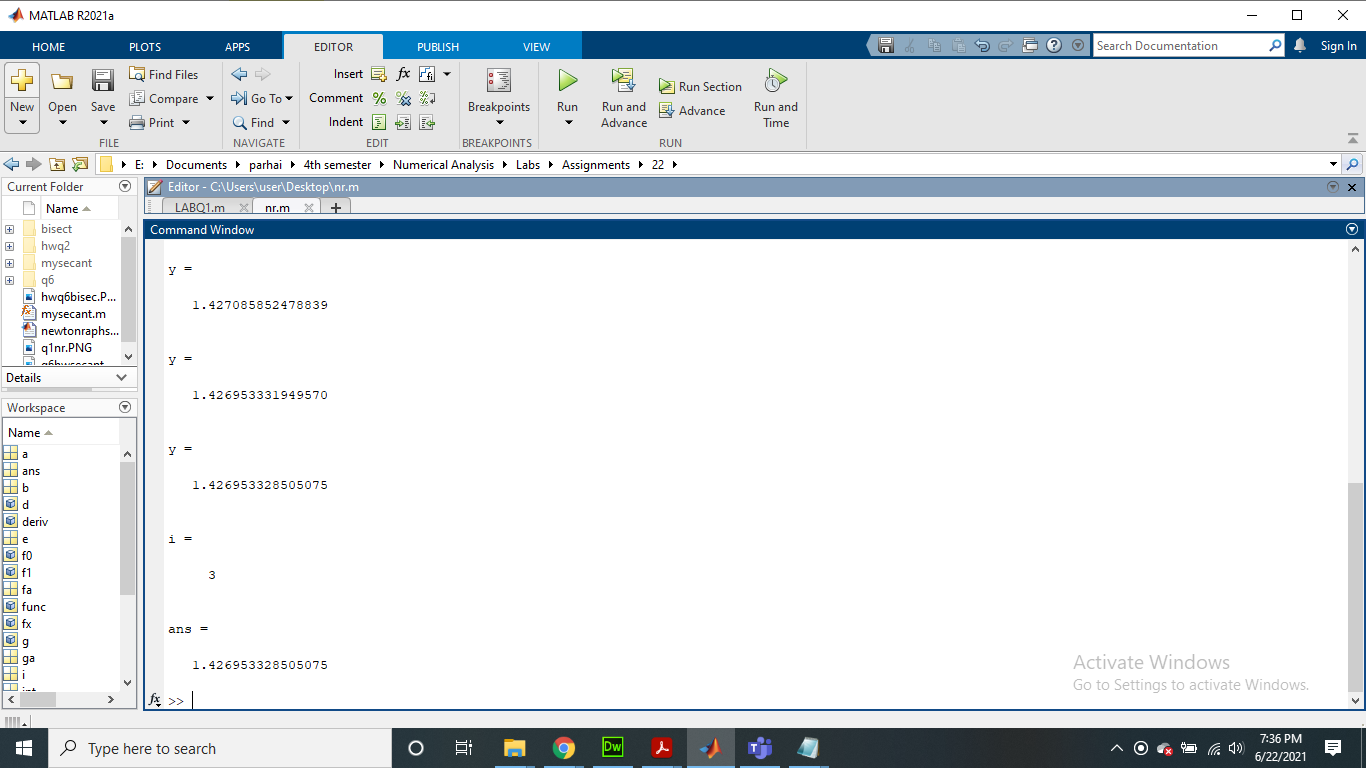 MATLAB R2021a
HOME PLOTS APPS EDITOR PUBLISH VIEW
Search Documentation Sign In
New Open Save Find Files Compare Print
FILE
Go To Find
NAVIGATE
Insert fx
Comment
Indent
EDIT
Breakpoints
BREAKPOINTS
Run Run and Advance Run Section Advance Run and Time
RUN
E: Documents parhai 4th semester Numerical Analysis Labs Assignments 22
Current Folder
Name
bisect
hwq2
mysecant
q6
hwq6bisec.P...
mysecant.m
newtonraphs...
q1nr.PNG
Details
Workspace
Name
a
ans
b
d
deriv
e
f0
f1
fa
func
fx
g
ga
i
Editor - C:\Users\user\Desktop\nr.m
LABQ1.m nr.m
Command Window
y =
1.427085852478839
y =
1.426953331949570
y =
1.426953328505075
i =
3
ans =
1.426953328505075
fx >>
Activate Windows
Go to Settings to activate Windows.
Type here to search
Dw
7:36 PM
6/22/2021